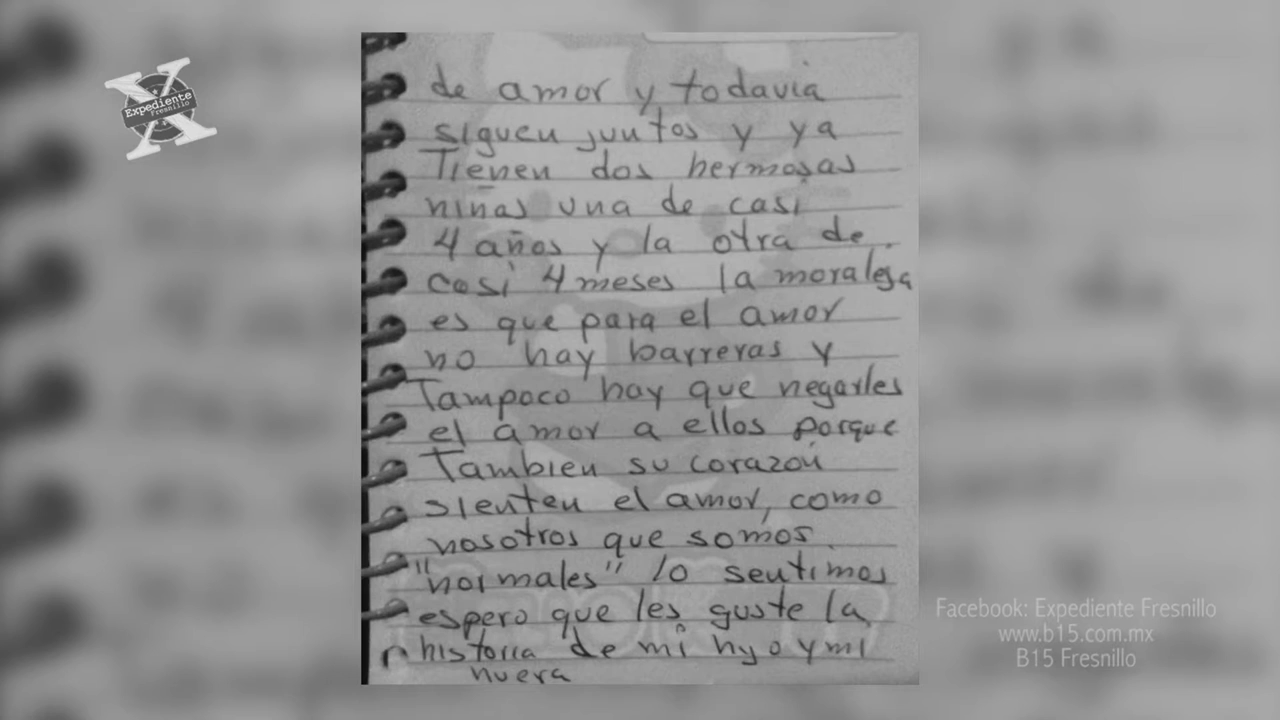 X
Expediente
Fresnillo
de amor y todavia
siguen juntos y ya
Tienen dos hermosas
niñas una de casi
4 años y la otra de
casi 4 meses la moraleja
es que para el amor
no hay barreras y
Tampoco hay que negarles
el amor a ellos porque
Tambien su corazón
sienten el amor, como
nosotros que somos
"normales" lo sentimos
espero que les guste la
historia de mi hyo y mi
nuera
Facebook: Expediente Fresnillo
www.b15.com.mx
B15 Fresnillo